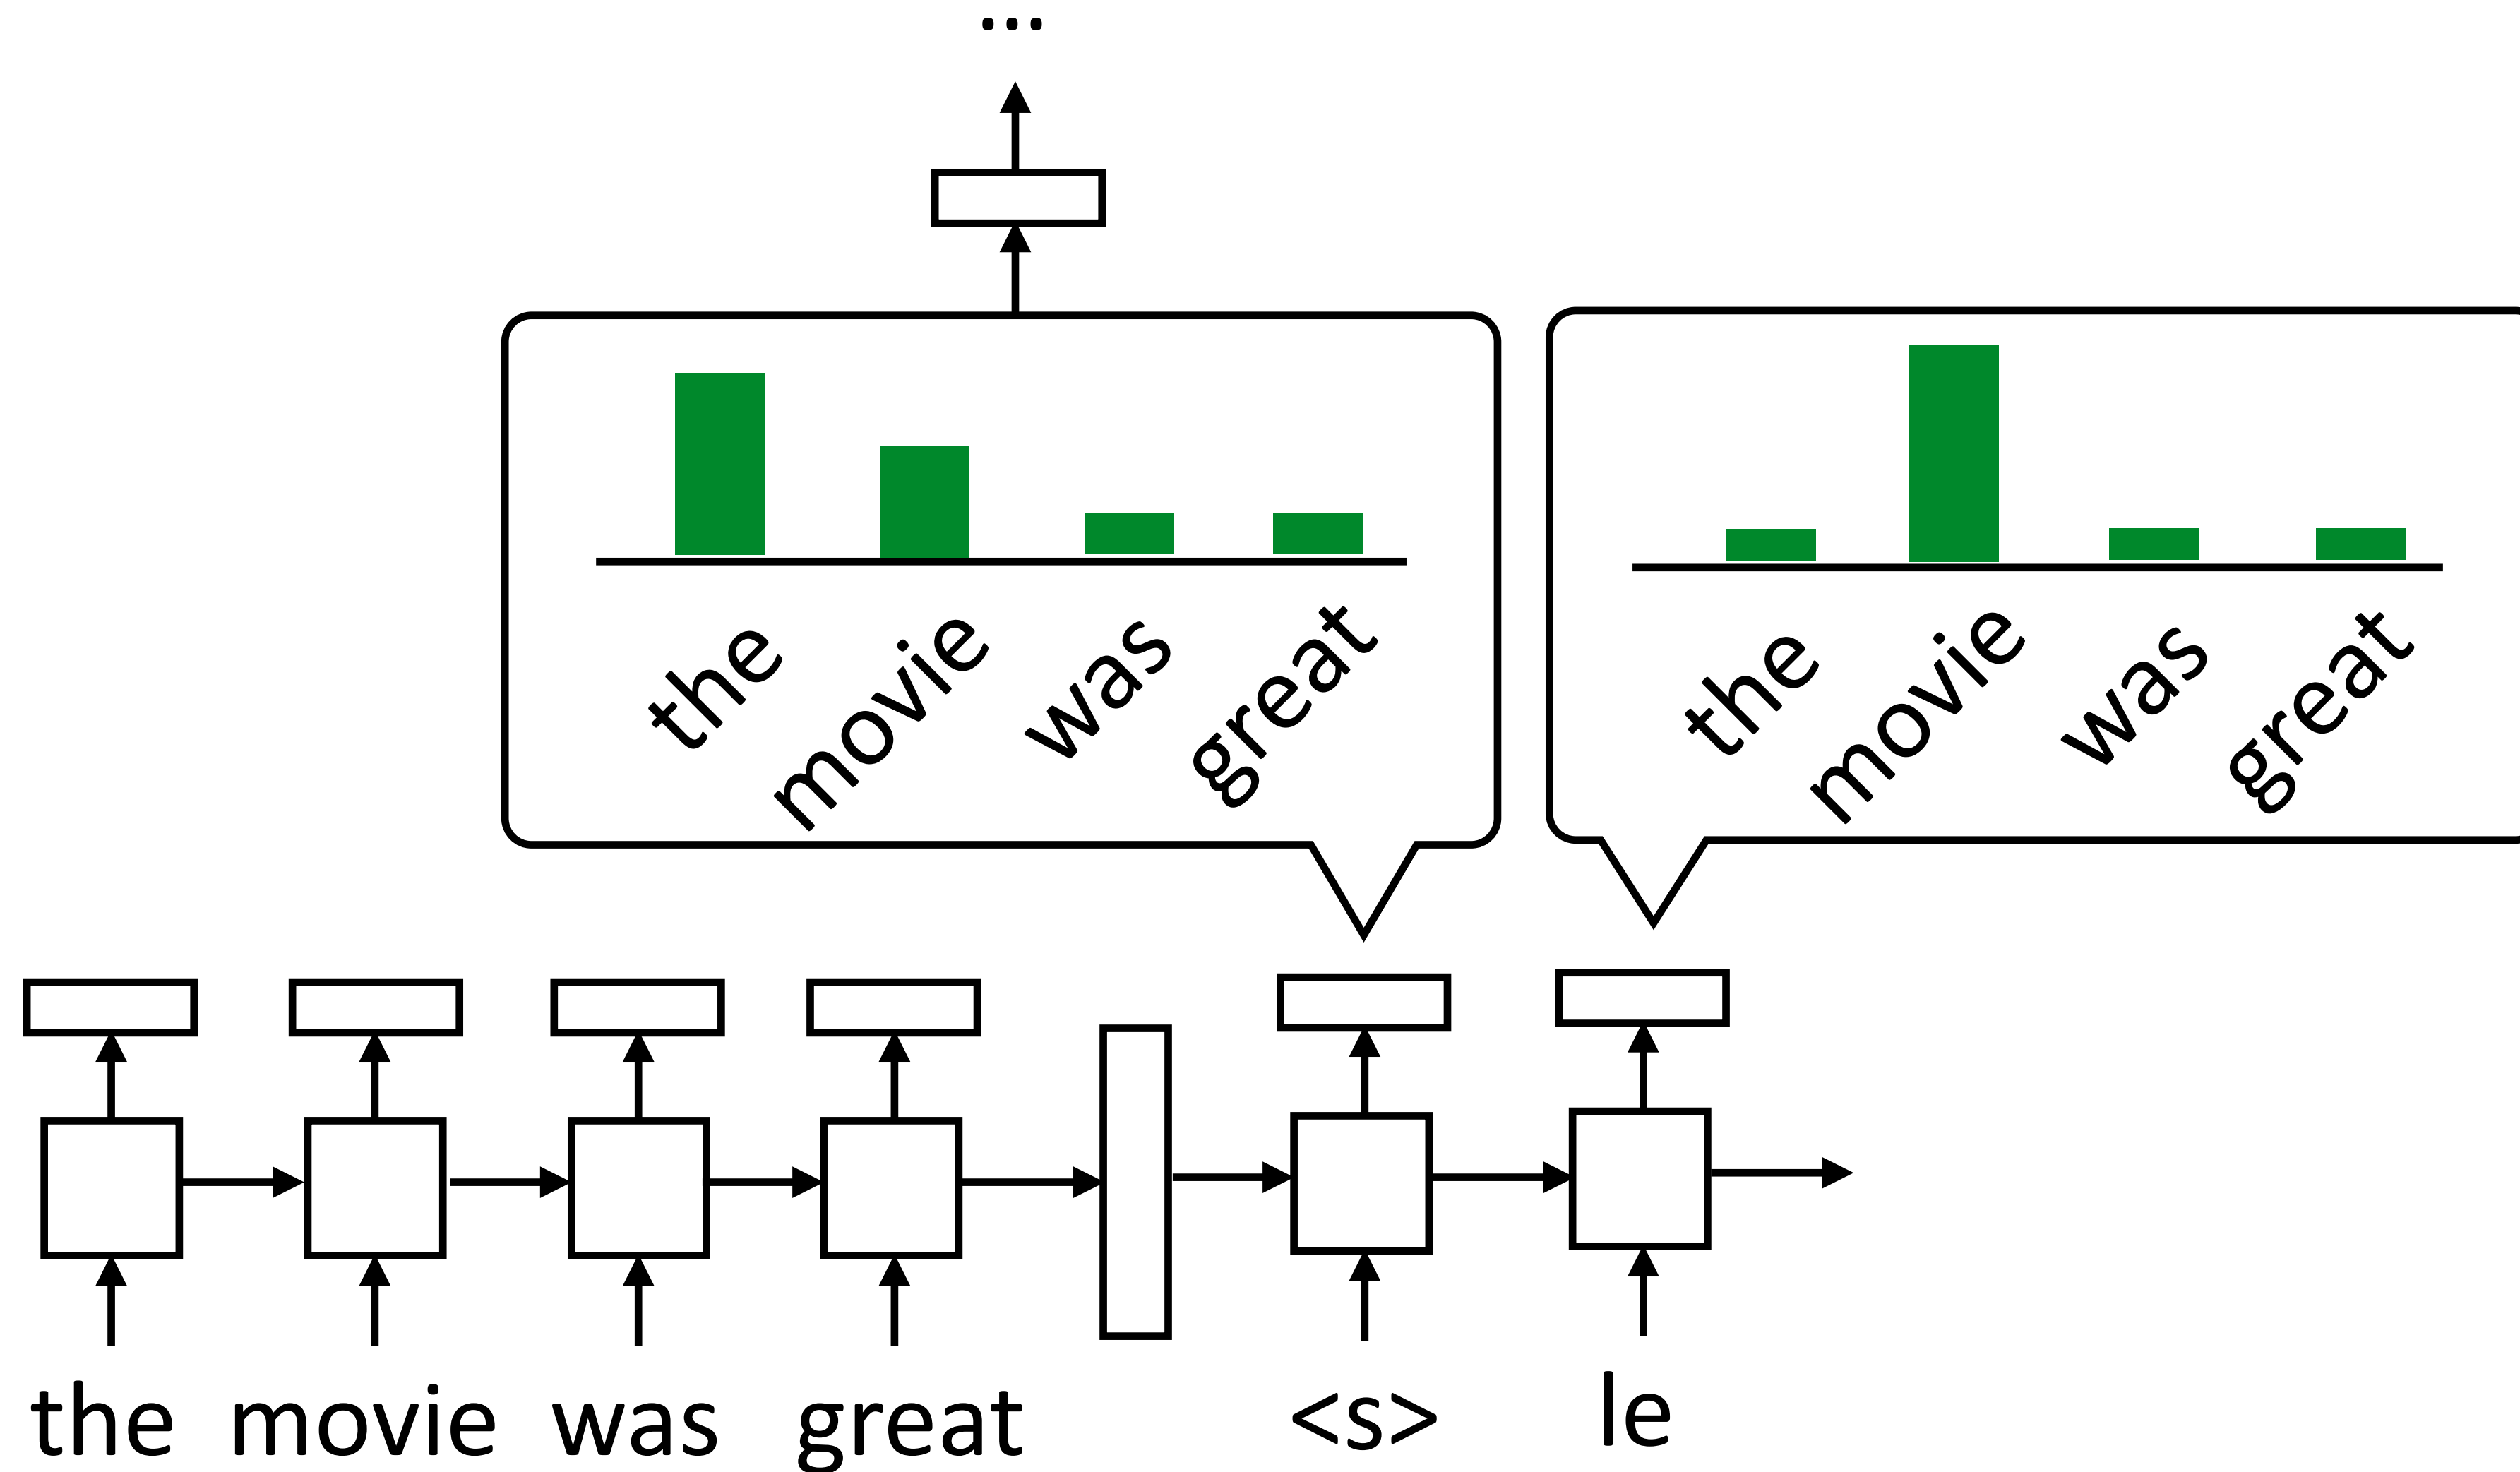 ...
the movie was great
the movie was great
the movie was great <s> le